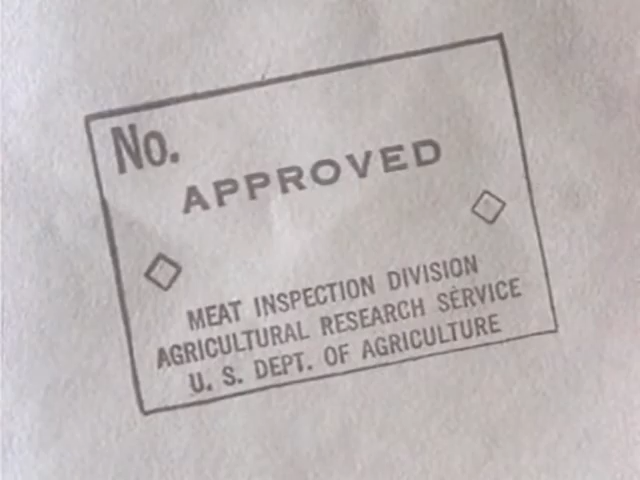 No.
APPROVED
MEAT INSPECTION DIVISION
AGRICULTURAL RESEARCH SERVICE
U. S. DEPT. OF AGRICULTURE